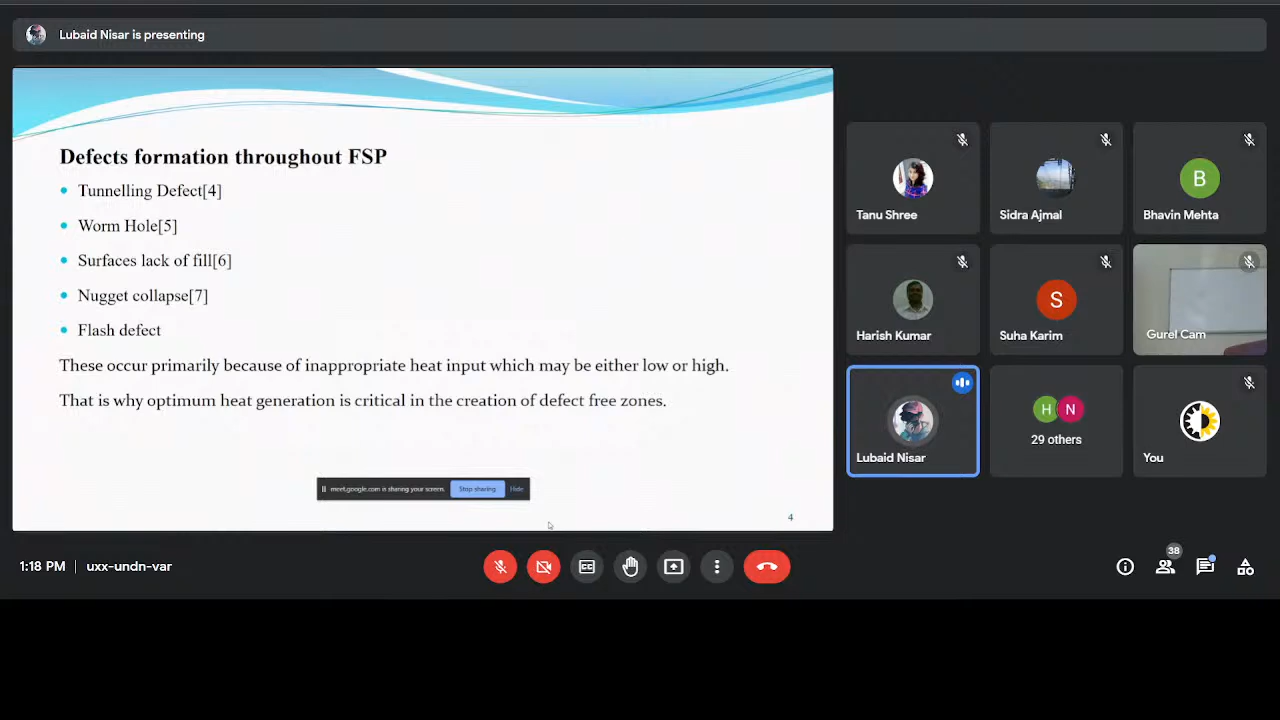 Lubaid Nisar is presenting
Defects formation throughout FSP
Tunnelling Defect[4]
Worm Hole[5]
Surfaces lack of fill[6]
Nugget collapse[7]
Flash defect
These occur primarily because of inappropriate heat input which may be either low or high.
That is why optimum heat generation is critical in the creation of defect free zones.
meet.google.com is sharing your screen. Stop sharing Hide
4
Tanu Shree
Sidra Ajmal
B
Bhavin Mehta
Harish Kumar
S
Suha Karim
Gurel Cam
Lubaid Nisar
H N
29 others
You
1:18 PM | uxx-undn-var
38